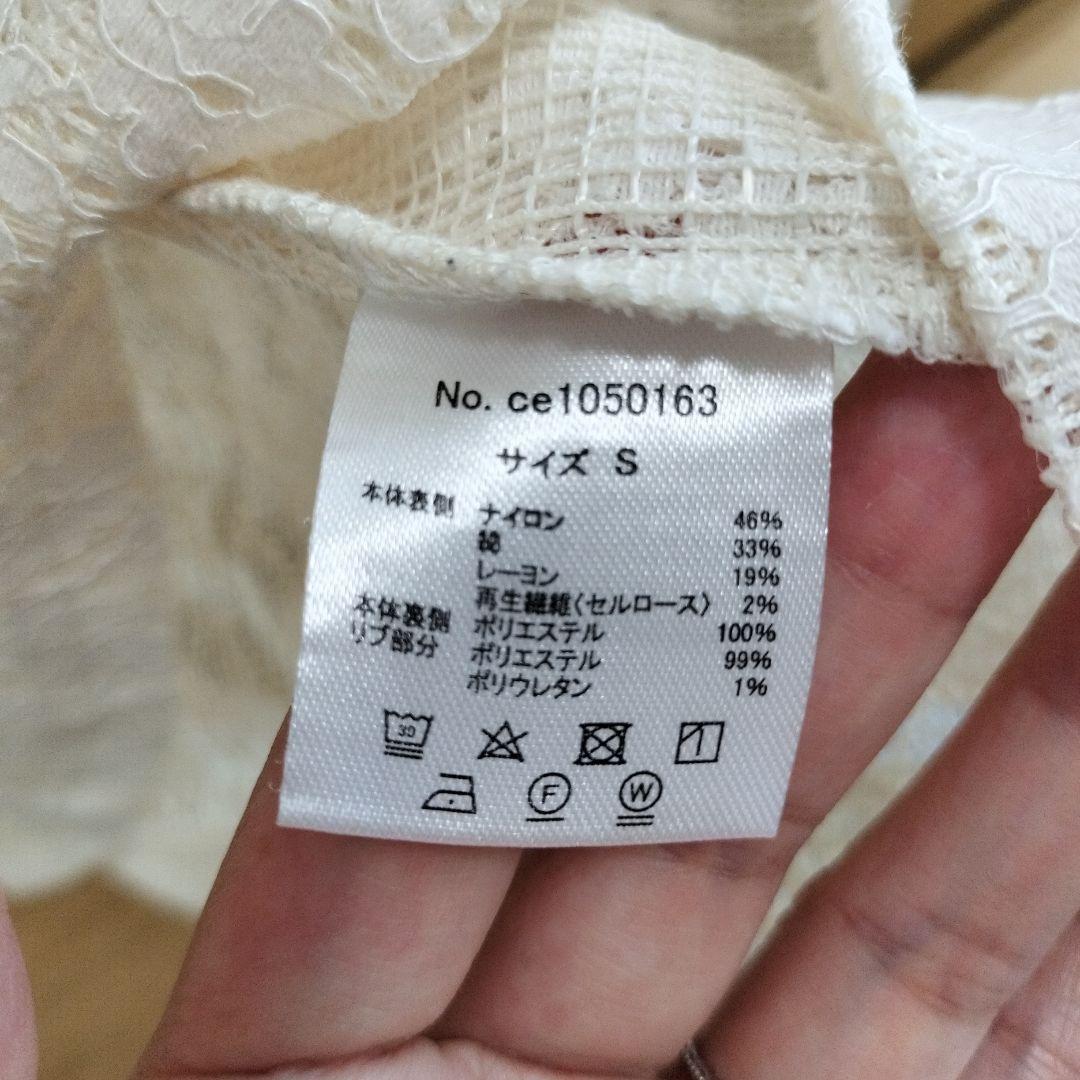 No. ce1050163
サイズ S
本体表側 ナイロン 46%
綿 33%
レーヨン 19%
再生繊維(セルロース) 2%
本体裏側 ポリエステル 100%
リブ部分 ポリエステル 99%
ポリウレタン 1%
30
F W